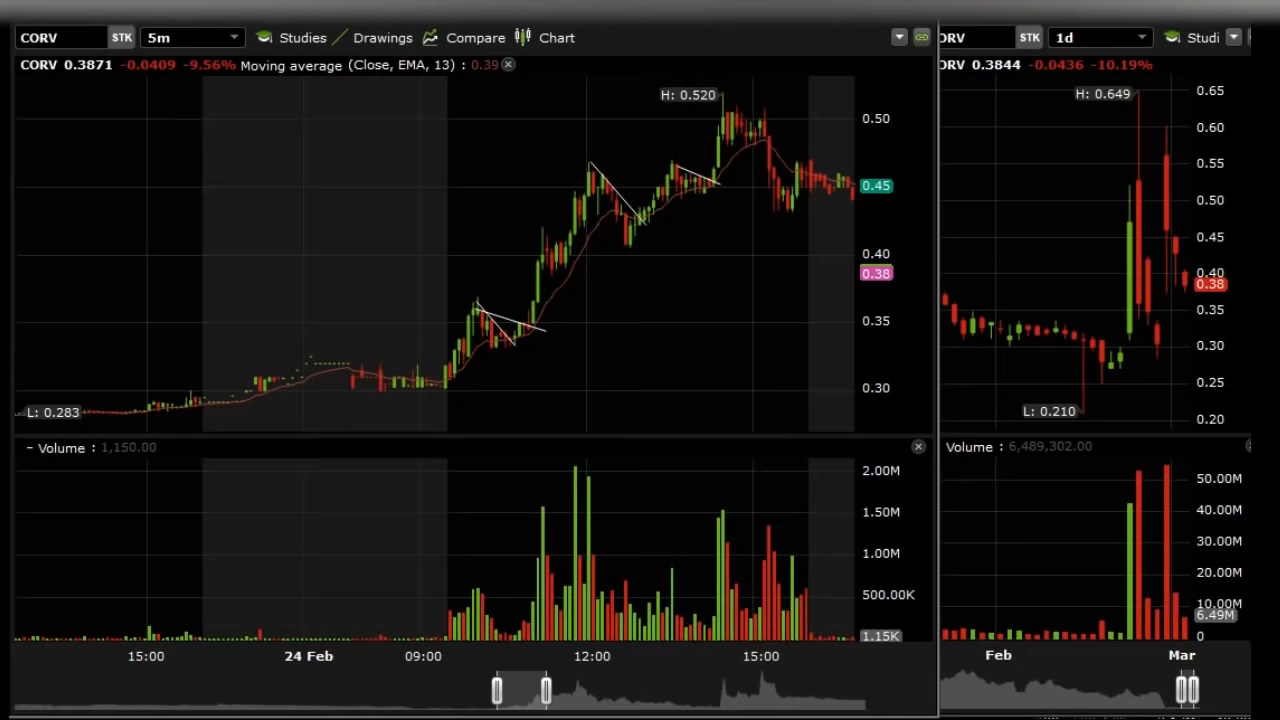 CORV STK 5m Studies Drawings Compare Chart
CORV 0.3871 -0.0409 -9.56% Moving average (Close, EMA, 13) : 0.39
H: 0.520
0.50
0.45
0.40
0.38
0.35
0.30
L: 0.283
– Volume : 1,150.00
2.00M
1.50M
1.00M
500.00K
1.15K
15:00 24 Feb 09:00 12:00 15:00
ORV STK 1d Studi
ORV 0.3844 -0.0436 -10.19%
H: 0.649
0.65
0.60
0.55
0.50
0.45
0.40
0.38
0.35
0.30
0.25
L: 0.210
0.20
Volume : 6,489,302.00
50.00M
40.00M
30.00M
20.00M
10.00M
6.49M
0
Feb Mar